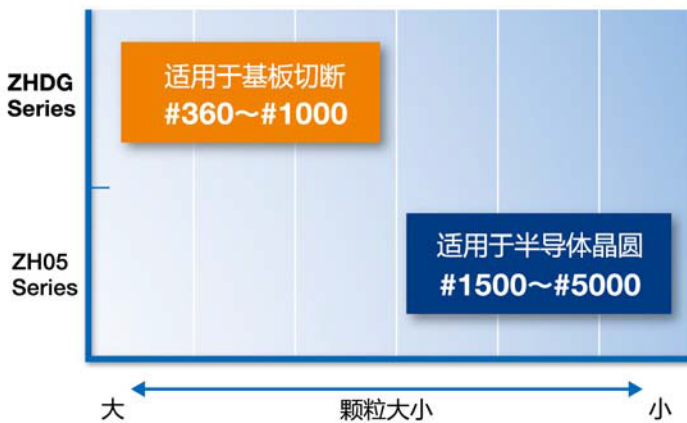 ZHDG
Series
适用于基板切断
#360～#1000
ZH05
Series
适用于半导体晶圆
#1500～#5000
大
颗粒大小
小